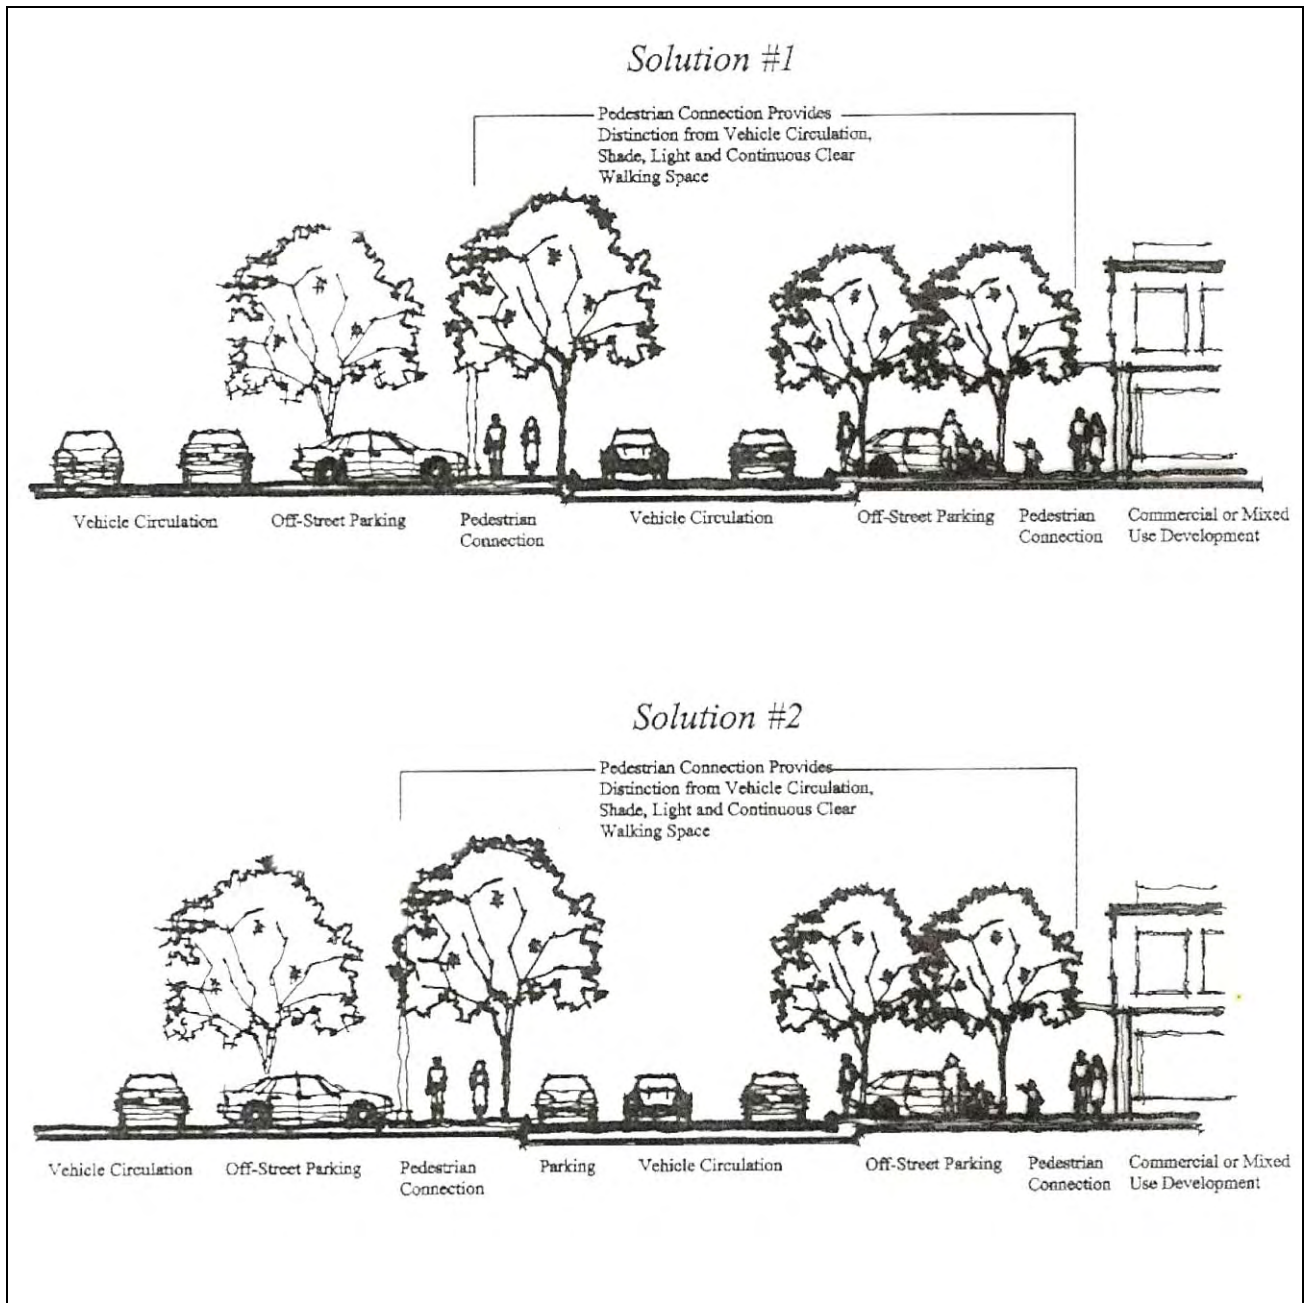 Solution #1
Pedestrian Connection Provides
Distinction from Vehicle Circulation,
Shade, Light and Continuous Clear
Walking Space
Vehicle Circulation
Off-Street Parking
Pedestrian
Connection
Vehicle Circulation
Off-Street Parking
Pedestrian
Connection
Commercial or Mixed
Use Development
Solution #2
Pedestrian Connection Provides
Distinction from Vehicle Circulation,
Shade, Light and Continuous Clear
Walking Space
Vehicle Circulation
Off-Street Parking
Pedestrian
Connection
Parking
Vehicle Circulation
Off-Street Parking
Pedestrian
Connection
Commercial or Mixed
Use Development